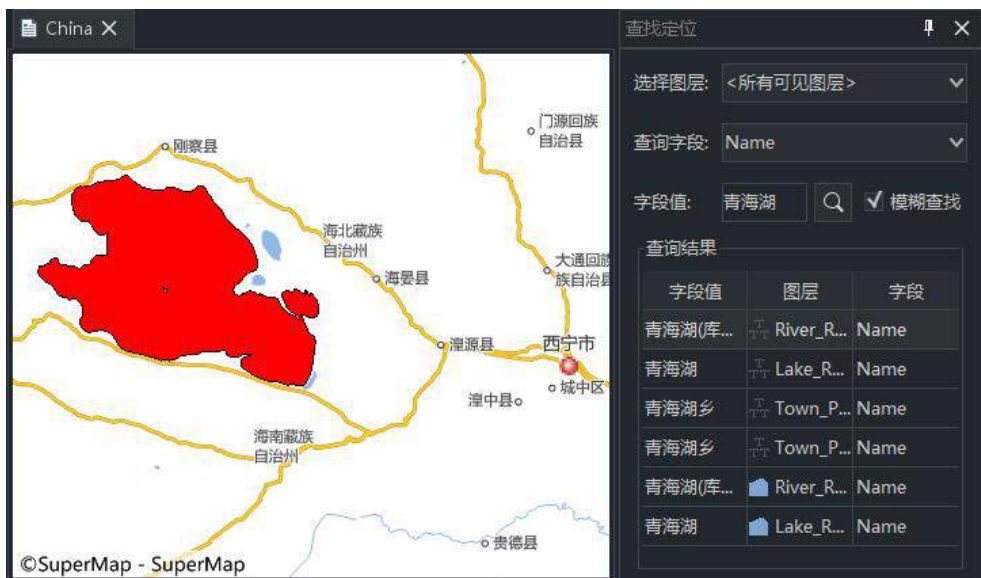 China
查找定位
选择图层: <所有可见图层>
查询字段: Name
字段值: 青海湖 模糊查找
查询结果
字段值 图层 字段
青海湖(库... River_R... Name
青海湖 Lake_R... Name
青海湖乡 Town_P... Name
青海湖乡 Town_P... Name
青海湖(库... River_R... Name
青海湖 Lake_R... Name
门源回族
自治县
刚察县
海北藏族
自治州
大通回族
族自治县
海晏县
湟源县
西宁市
城中区
湟中县
海南藏族
自治州
贵德县
©SuperMap - SuperMap